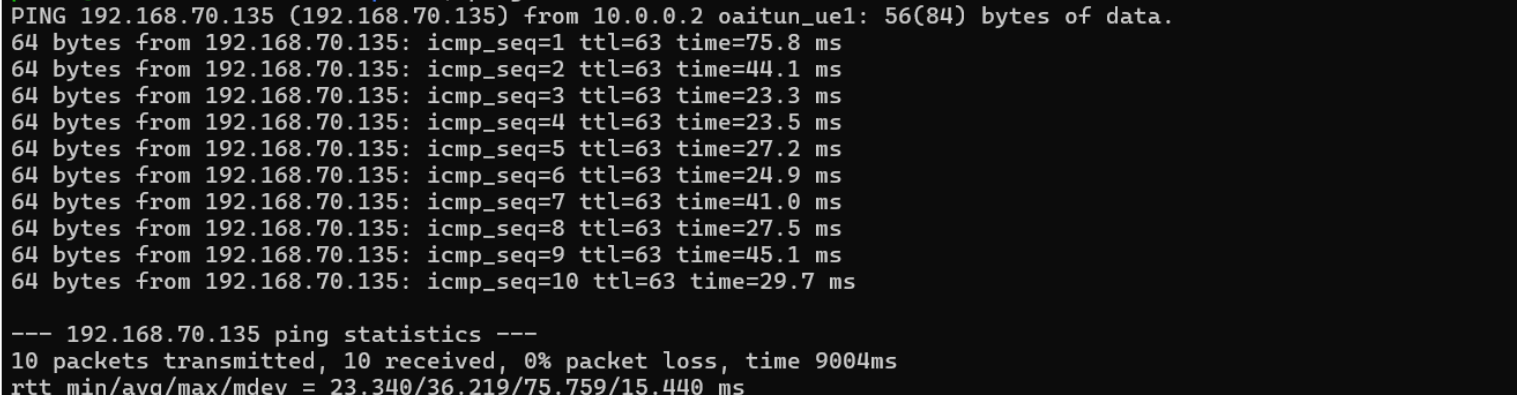 PING 192.168.70.135 (192.168.70.135) from 10.0.0.2 oaitun_ue1: 56(84) bytes of data.
64 bytes from 192.168.70.135: icmp_seq=1 ttl=63 time=75.8 ms
64 bytes from 192.168.70.135: icmp_seq=2 ttl=63 time=44.1 ms
64 bytes from 192.168.70.135: icmp_seq=3 ttl=63 time=23.3 ms
64 bytes from 192.168.70.135: icmp_seq=4 ttl=63 time=23.5 ms
64 bytes from 192.168.70.135: icmp_seq=5 ttl=63 time=27.2 ms
64 bytes from 192.168.70.135: icmp_seq=6 ttl=63 time=24.9 ms
64 bytes from 192.168.70.135: icmp_seq=7 ttl=63 time=41.0 ms
64 bytes from 192.168.70.135: icmp_seq=8 ttl=63 time=27.5 ms
64 bytes from 192.168.70.135: icmp_seq=9 ttl=63 time=45.1 ms
64 bytes from 192.168.70.135: icmp_seq=10 ttl=63 time=29.7 ms
--- 192.168.70.135 ping statistics ---
10 packets transmitted, 10 received, 0% packet loss, time 9004ms
rtt min/avg/max/mdev = 23.340/36.219/75.759/15.440 ms